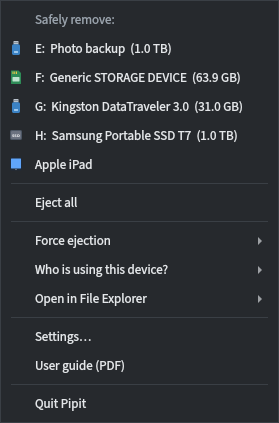 Safely remove:
E: Photo backup (1.0 TB)
F: Generic STORAGE DEVICE (63.9 GB)
G: Kingston DataTraveler 3.0 (31.0 GB)
H: Samsung Portable SSD T7 (1.0 TB)
Apple iPad
Eject all
Force ejection
Who is using this device?
Open in File Explorer
Settings…
User guide (PDF)
Quit Pipit